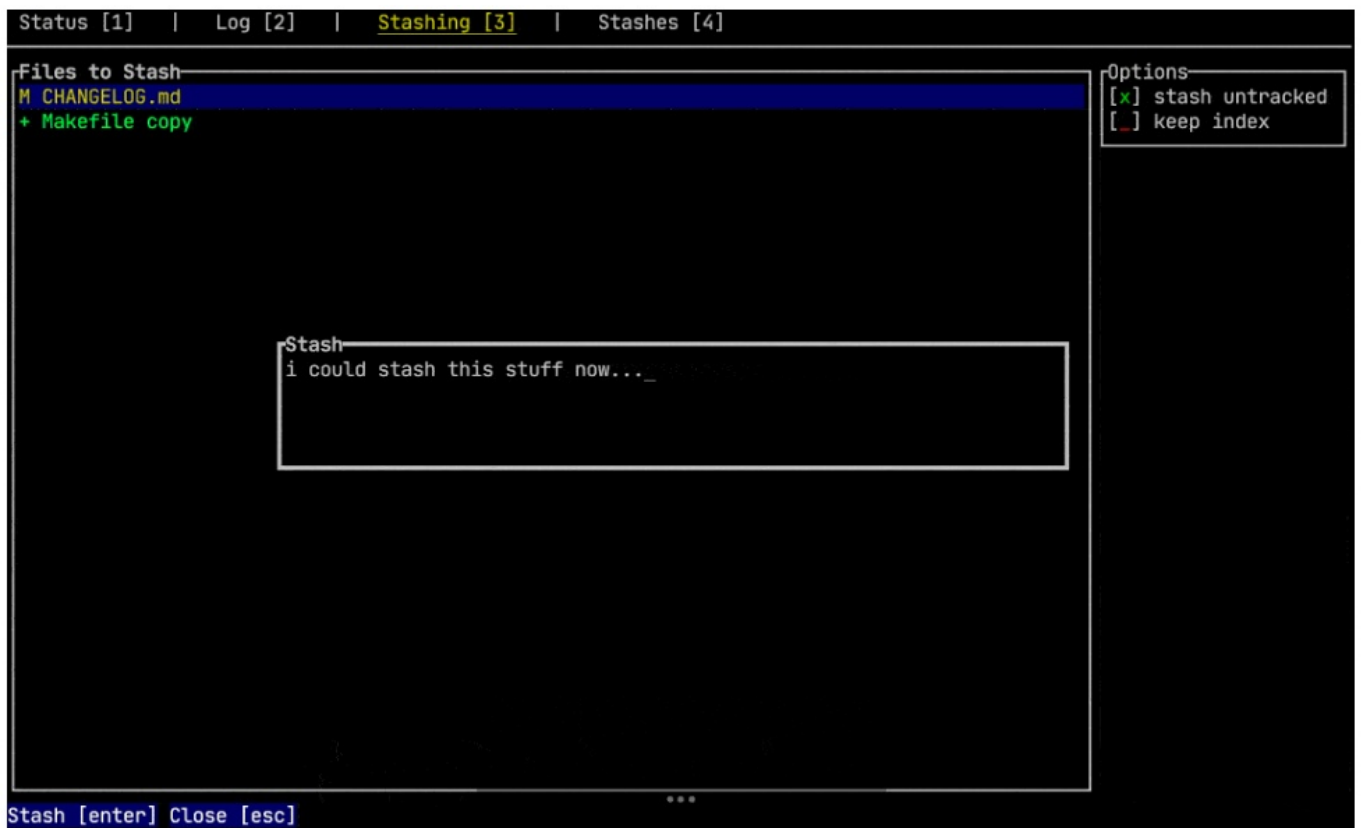 Status [1] | Log [2] | Stashing [3] | Stashes [4]
Files to Stash
M CHANGELOG.md
+ Makefile copy
Options
[x] stash untracked
[_] keep index
Stash
i could stash this stuff now..._
Stash [enter] Close [esc]